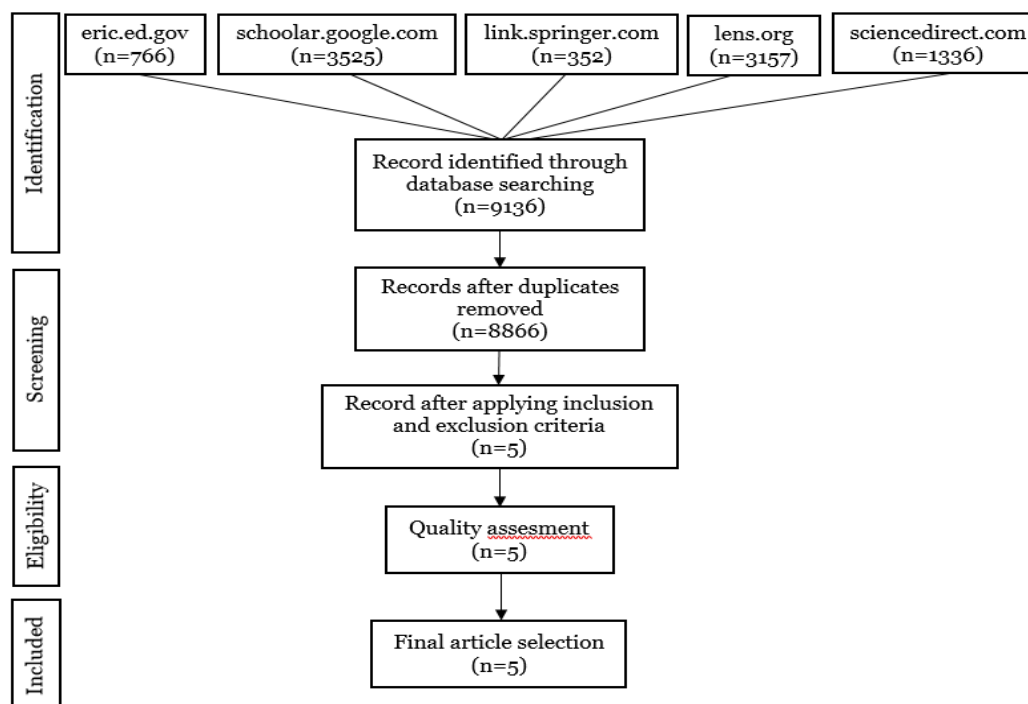 eric.ed.gov
(n=766)
schoolar.google.com
(n=3525)
link.springer.com
(n=352)
lens.org
(n=3157)
sciencedirect.com
(n=1336)
Identification
Record identified through
database searching
(n=9136)
Screening
Records after duplicates
removed
(n=8866)
Record after applying inclusion
and exclusion criteria
(n=5)
Eligibility
Quality assesment
(n=5)
Included
Final article selection
(n=5)